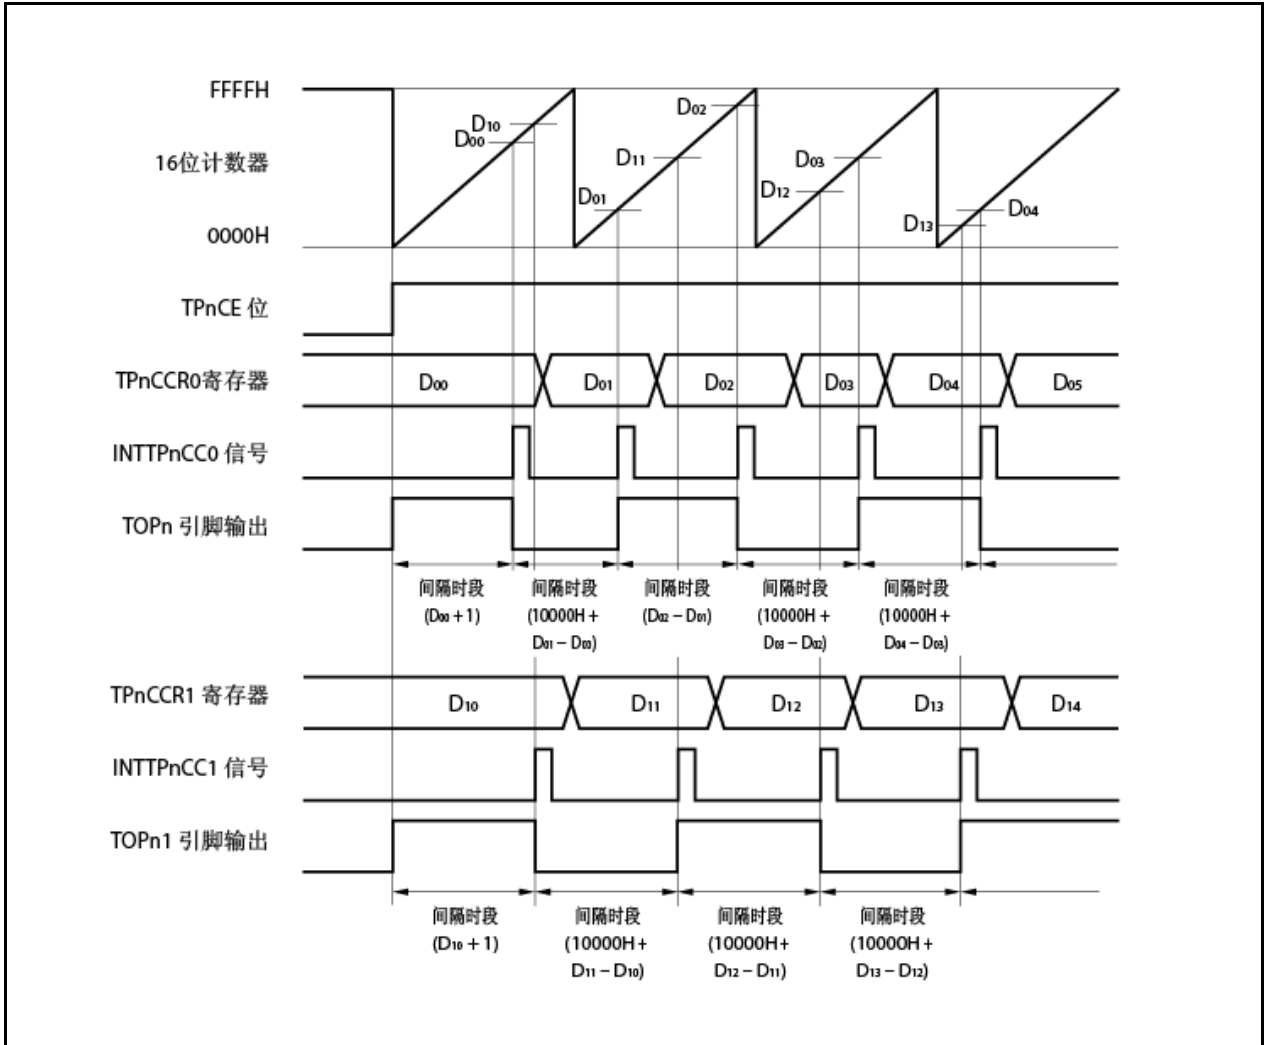 FFFFH
D10
D00
16位计数器
0000H
D01
D11
D02
D12
D03
D13
D04
TPnCE 位
TPnCCR0寄存器
D00
D01
D02
D03
D04
D05
INTTPnCC0 信号
TOPn 引脚输出
间隔时段
(D00 + 1)
间隔时段
(10000H +
D01 – D00)
间隔时段
(D02 – D01)
间隔时段
(10000H +
D03 – D02)
间隔时段
(10000H +
D04 – D03)
TPnCCR1 寄存器
D10
D11
D12
D13
D14
INTTPnCC1 信号
TOPn1 引脚输出
间隔时段
(D10 + 1)
间隔时段
(10000H +
D11 – D10)
间隔时段
(10000H +
D12 – D11)
间隔时段
(10000H +
D13 – D12)